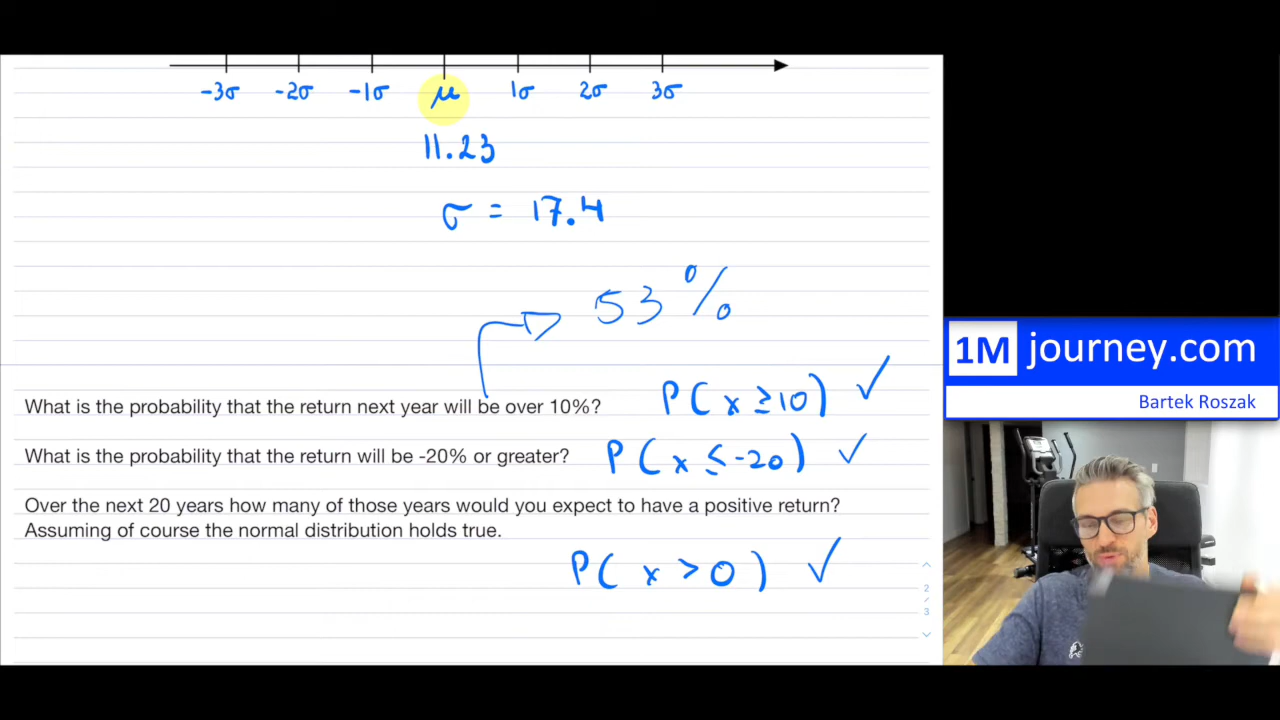 -3σ -2σ -1σ μ 1σ 2σ 3σ
11.23
σ = 17.4
53%
What is the probability that the return next year will be over 10%? P( x ≥10) ✓
What is the probability that the return will be -20% or greater? P( x ≤ -20) ✓
Over the next 20 years how many of those years would you expect to have a positive return?
Assuming of course the normal distribution holds true.
P( x > 0 ) ✓
2
/
3
1M journey.com
Bartek Roszak